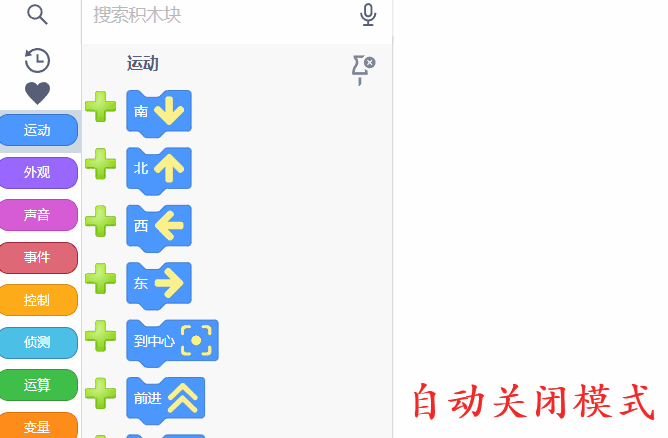 搜索积木块
运动
运动
外观
声音
事件
控制
侦测
运算
变量
南
北
西
东
到中心
前进
自动关闭模式